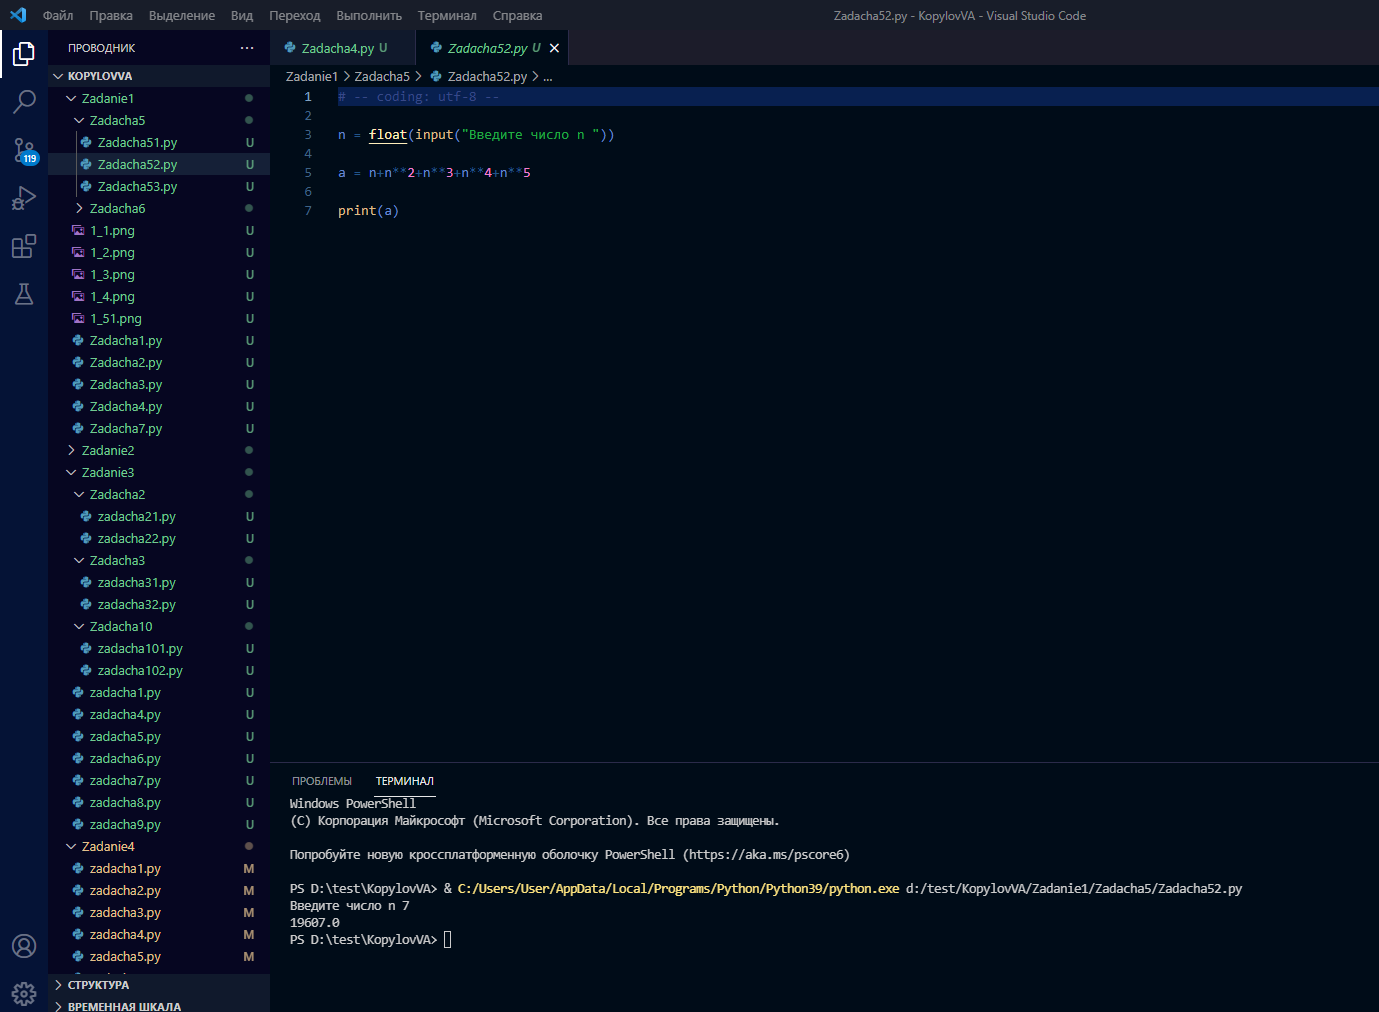 Файл Правка Выделение Вид Переход Выполнить Терминал Справка
Zadacha52.py - KopylovVA - Visual Studio Code
ПРОВОДНИК ...
KOPYLOVVA
Zadanie1
Zadacha5
Zadacha51.py U
Zadacha52.py U
Zadacha53.py U
Zadacha6
1_1.png U
1_2.png U
1_3.png U
1_4.png U
1_51.png U
Zadacha1.py U
Zadacha2.py U
Zadacha3.py U
Zadacha4.py U
Zadacha7.py U
Zadanie2
Zadanie3
Zadacha2
zadacha21.py U
zadacha22.py U
Zadacha3
zadacha31.py U
zadacha32.py U
Zadacha10
zadacha101.py U
zadacha102.py U
zadacha1.py U
zadacha4.py U
zadacha5.py U
zadacha6.py U
zadacha7.py U
zadacha8.py U
zadacha9.py U
Zadanie4
zadacha1.py M
zadacha2.py M
zadacha3.py M
zadacha4.py M
zadacha5.py M
СТРУКТУРА
ВРЕМЕННАЯ ШКАЛА
119
Zadacha4.py U
Zadacha52.py U
Zadanie1 > Zadacha5 > Zadacha52.py > ...
1 # -- coding: utf-8 --
2
3 n = float(input("Введите число n "))
4
5 a = n+n**2+n**3+n**4+n**5
6
7 print(a)
ПРОБЛЕМЫ ТЕРМИНАЛ
Windows PowerShell
(C) Корпорация Майкрософт (Microsoft Corporation). Все права защищены.
Попробуйте новую кроссплатформенную оболочку PowerShell (https://aka.ms/pscore6)
PS D:\test\KopylovVA> & C:/Users/User/AppData/Local/Programs/Python/Python39/python.exe d:/test/KopylovVA/Zadanie1/Zadacha5/Zadacha52.py
Введите число n 7
19607.0
PS D:\test\KopylovVA>